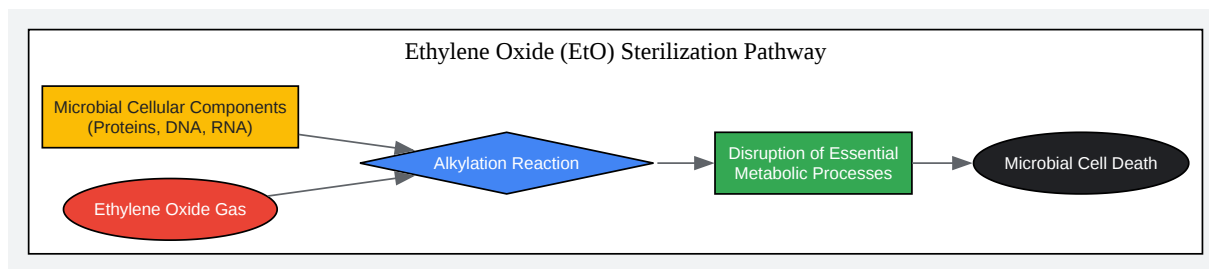 Ethylene Oxide (EtO) Sterilization Pathway
Microbial Cellular Components
(Proteins, DNA, RNA)
Ethylene Oxide Gas
Alkylation Reaction
Disruption of Essential
Metabolic Processes
Microbial Cell Death